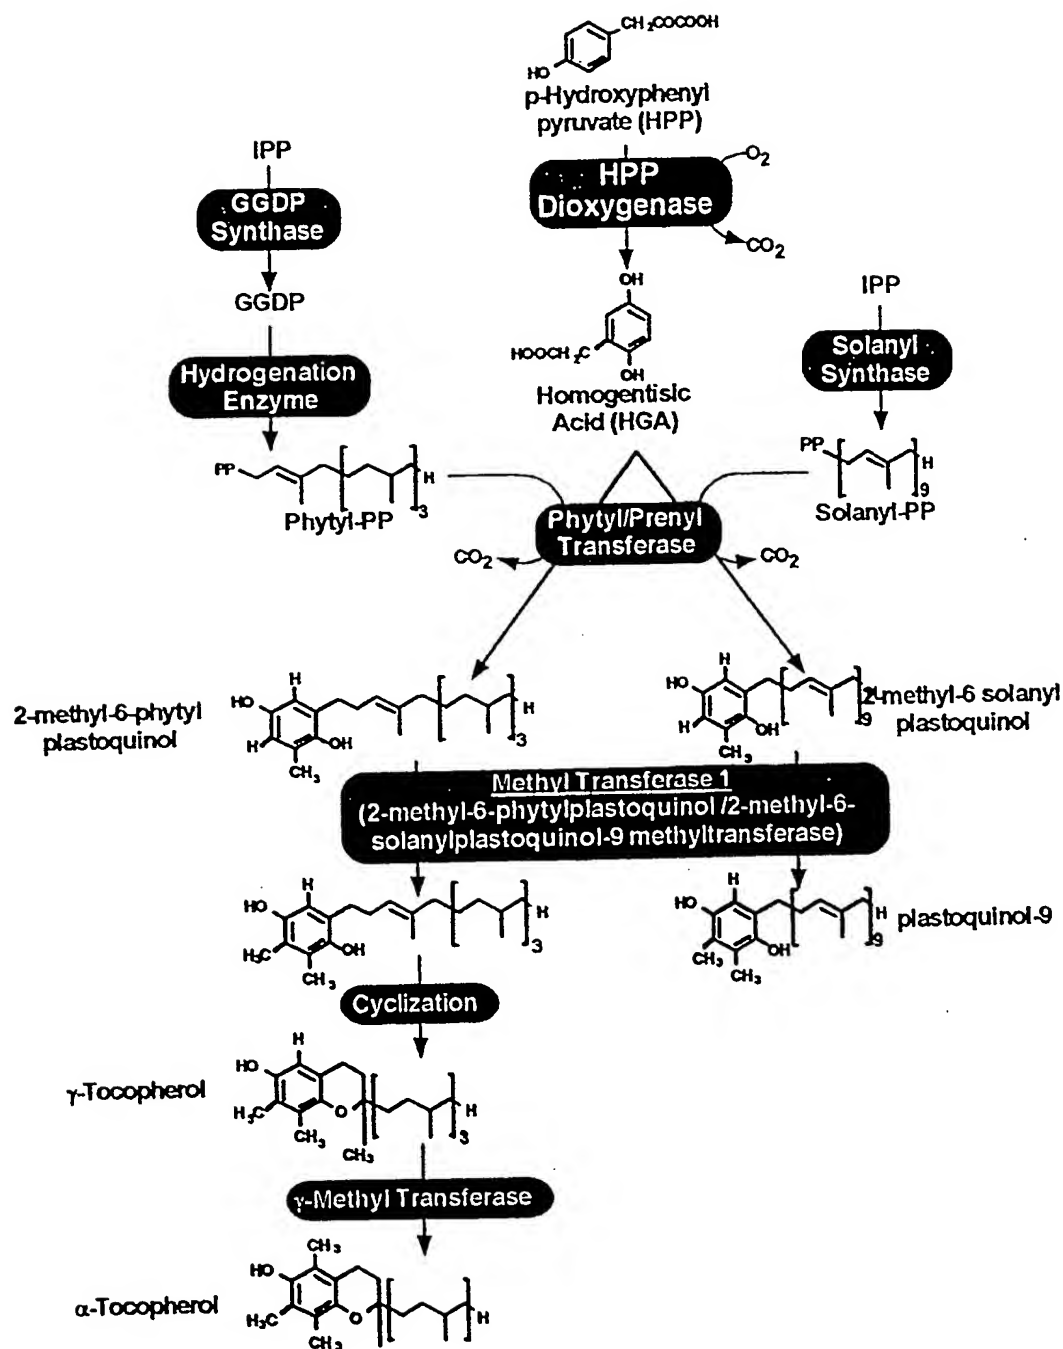 CH₂COCOOH
HO
p-Hydroxyphenyl
pyruvate (HPP)
IPP
O₂
HPP
Dioxygenase
GGDP
Synthase
CO₂
GGDP
OH
HOOCH₂C
OH
Homogentisic
Acid (HGA)
IPP
Solanyl
Synthase
Hydrogenation
Enzyme
PP
H
3
Phytyl-PP
PP
H
9
Solanyl-PP
Phytyl/Prenyl
Transferase
CO₂
CO₂
2-methyl-6-phytyl
plastoquinol
HO
H
H
OH
CH₃
H
3
HO
H
H
OH
CH₃
9
2-methyl-6 solanyl
plastoquinol
Methyl Transferase 1
(2-methyl-6-phytylplastoquinol /2-methyl-6-
solanylplastoquinol-9 methyltransferase)
HO
H
H₃C
OH
CH₃
H
3
HO
H
CH₃
OH
CH₃
H
9
plastoquinol-9
Cyclization
γ-Tocopherol
HO
H
H₃C
O
CH₃
CH₃
H
3
γ-Methyl Transferase
α-Tocopherol
CH₃
HO
H₃C
O
CH₃
H